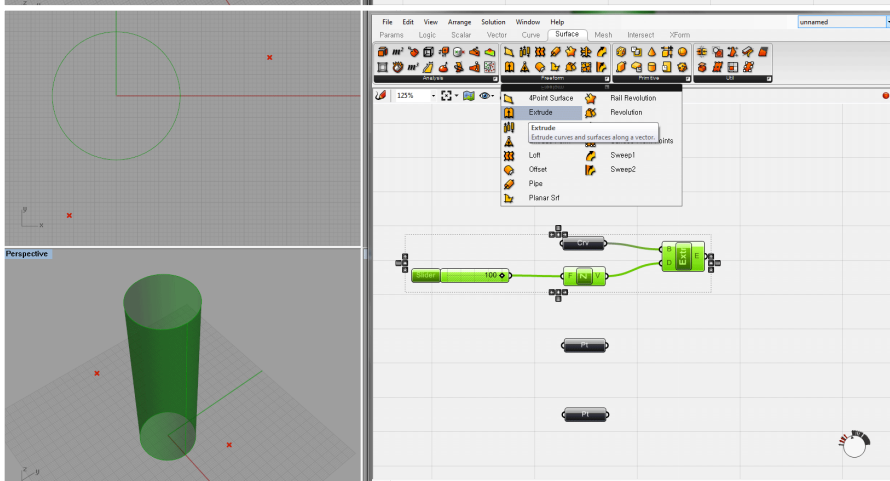 File Edit View Arrange Solution Window Help
unnamed
Params Logic Scalar Vector Curve Surface Mesh Intersect XForm
Analysis Freeform Primitive Util
125%
4Point Surface Rail Revolution
Extrude Revolution
Extrude
Extrude curves and surfaces along a vector.
oints
Loft Sweep1
Offset Sweep2
Pipe
Planar Srf
y
x
Perspective
Crv
B
D
Extr
E
Slider 100
F
Z
V
Pt
Pt
z
y